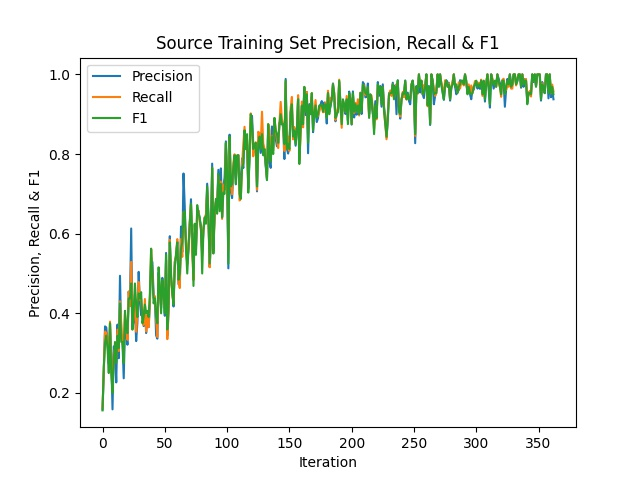 Source Training Set Precision, Recall & F1
Precision
Recall
F1
Precision, Recall & F1
1.0
0.8
0.6
0.4
0.2
0 50 100 150 200 250 300 350
Iteration